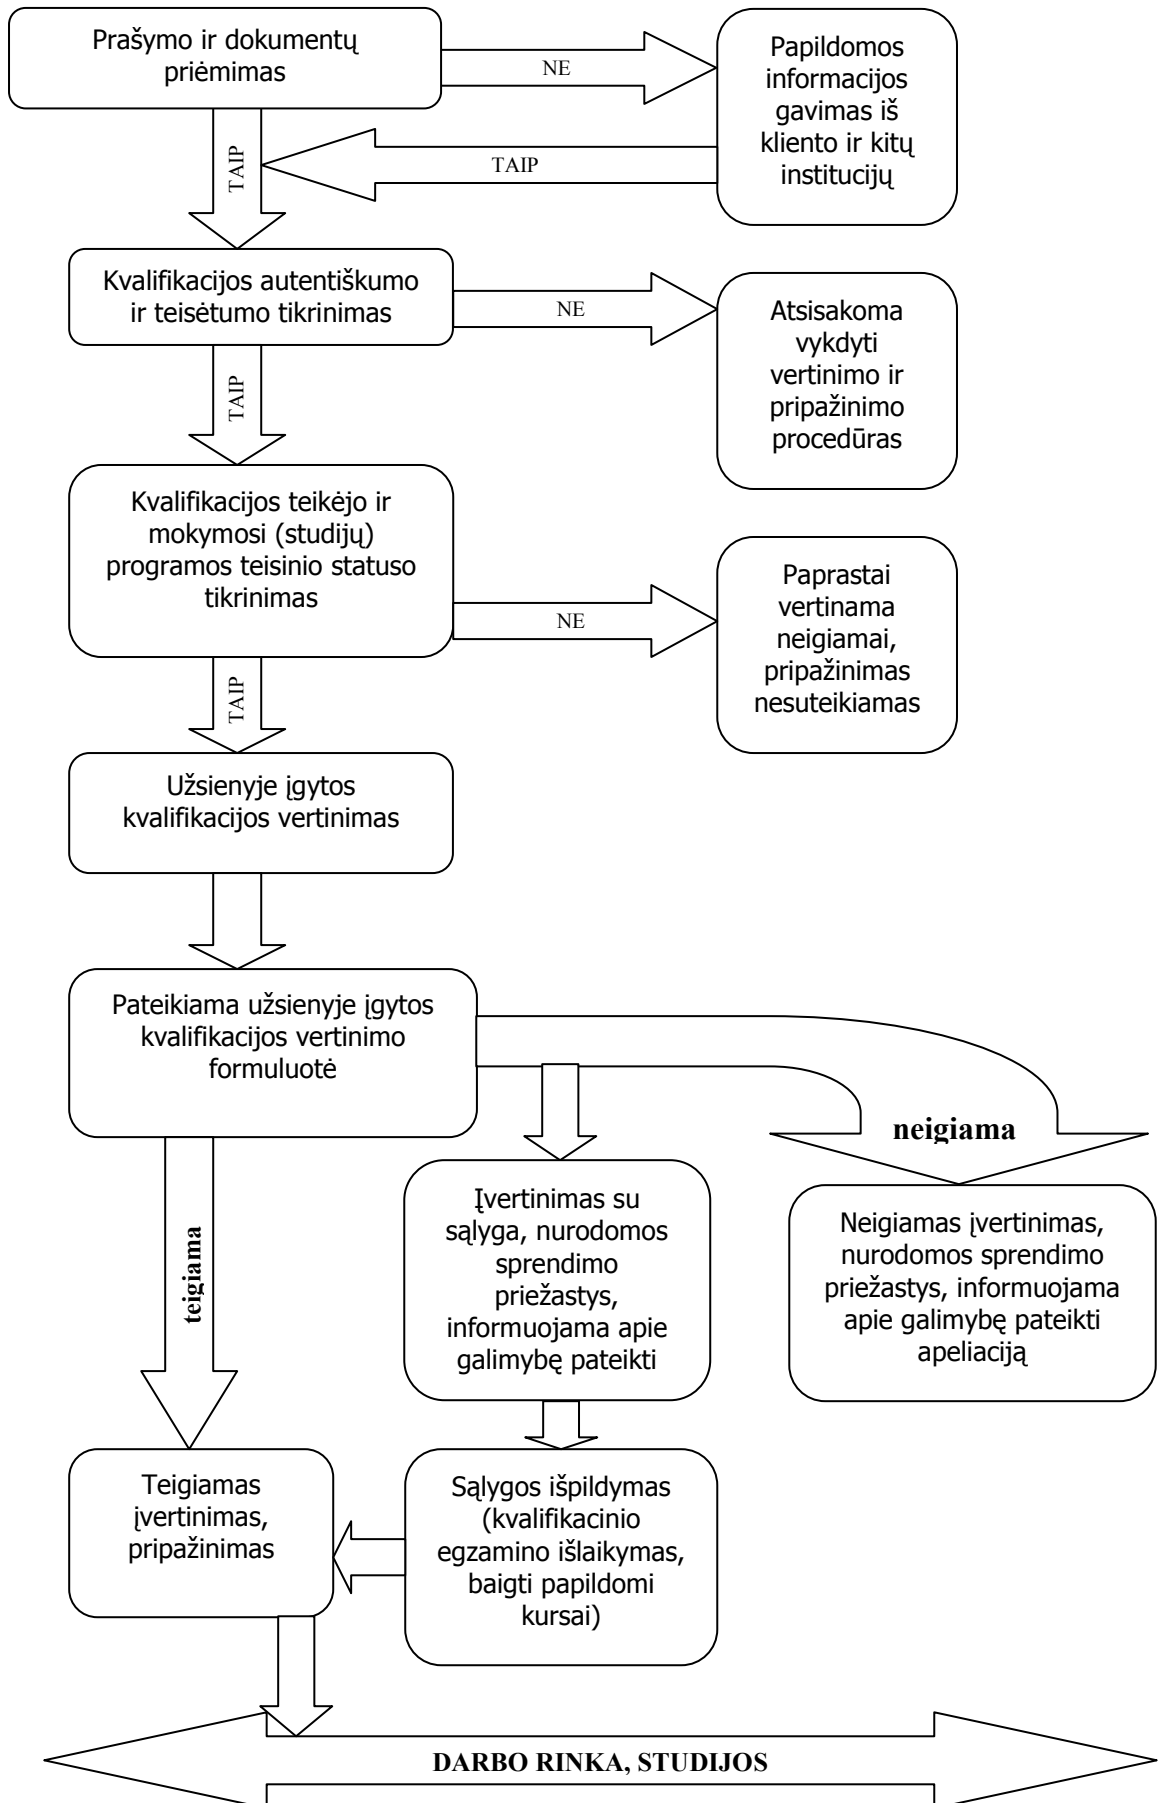 Prašymo ir dokumentų
priėmimas
NE
Papildomos
informacijos
gavimas iš
kliento ir kitų
institucijų
TAIP
TAIP
Kvalifikacijos autentiškumo
ir teisėtumo tikrinimas
NE
Atsisakoma
vykdyti
vertinimo ir
pripažinimo
procedūras
TAIP
Kvalifikacijos teikėjo ir
mokymosi (studijų)
programos teisinio statuso
tikrinimas
NE
Paprastai
vertinama
neigiamai,
pripažinimas
nesuteikiamas
TAIP
Užsienyje įgytos
kvalifikacijos vertinimas
Pateikiama užsienyje įgytos
kvalifikacijos vertinimo
formuluotė
neigiama
teigiama
Įvertinimas su
sąlyga, nurodomos
sprendimo
priežastys,
informuojama apie
galimybę pateikti
Neigiamas įvertinimas,
nurodomos sprendimo
priežastys, informuojama
apie galimybę pateikti
apeliaciją
Teigiamas
įvertinimas,
pripažinimas
Sąlygos išpildymas
(kvalifikacinio
egzamino išlaikymas,
baigti papildomi
kursai)
DARBO RINKA, STUDIJOS